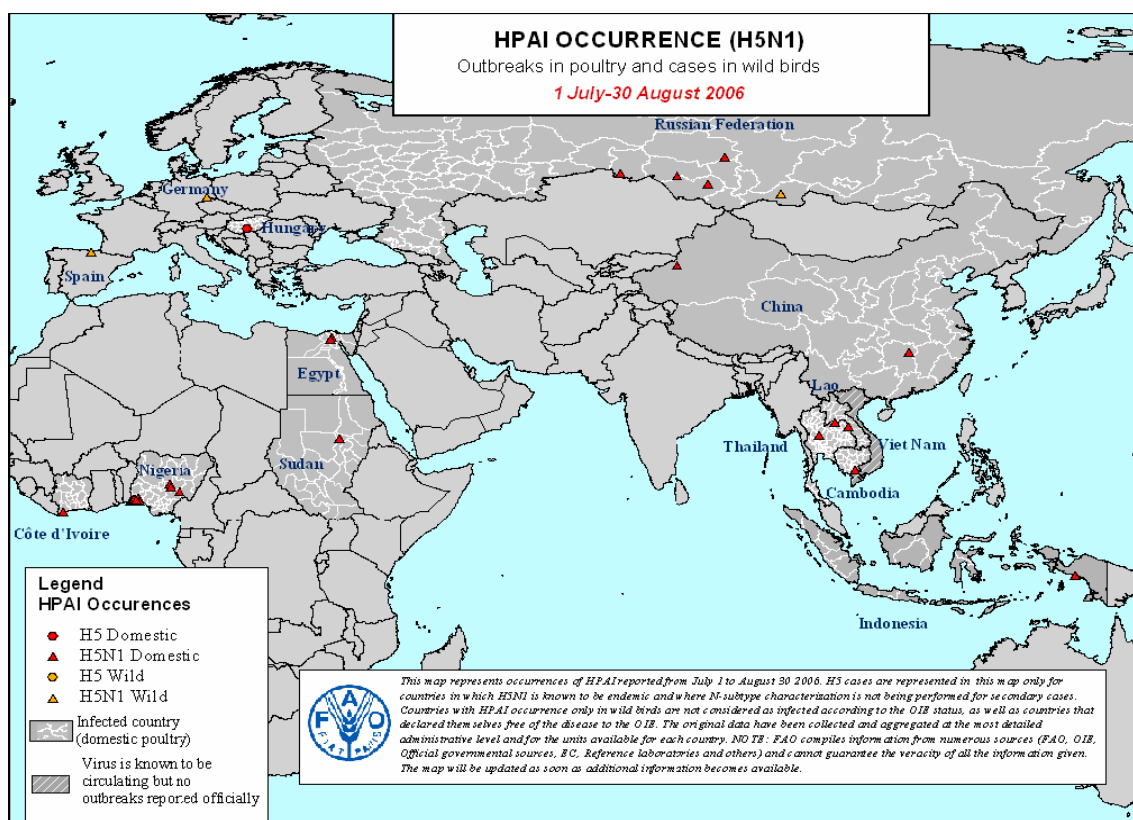 HPAI OCCURRENCE (H5N1)
Outbreaks in poultry and cases in wild birds
1 July-30 August 2006
Russian Federation
Germany
Hungary
Spain
China
Egypt
Lao
Thailand
Viet Nam
Nigeria
Sudan
Cambodia
Côte d'Ivoire
Indonesia
Legend
HPAI Occurences
H5 Domestic
H5N1 Domestic
H5 Wild
H5N1 Wild
Infected country
(domestic poultry)
Virus is known to be
circulating but no
outbreaks reported officially
F A O
FIAT PANIS
This map represents occurrences of HPAI reported from July 1 to August 30 2006. H5 cases are represented in this map only for
countries in which H5N1 is known to be endemic and where N-subtype characterization is not being performed for secondary cases.
Countries with HPAI occurrence only in wild birds are not considered as infected according to the OIE status, as well as countries that
declared themselves free of the disease to the OIE. The original data have been collected and aggregated at the most detailed
administrative level and for the units available for each country. NOTE: FAO compiles information from numerous sources (FAO, OIE,
Official governmental sources, EC, Reference laboratories and others) and cannot guarantee the veracity of all the information given.
The map will be updated as soon as additional information becomes available.